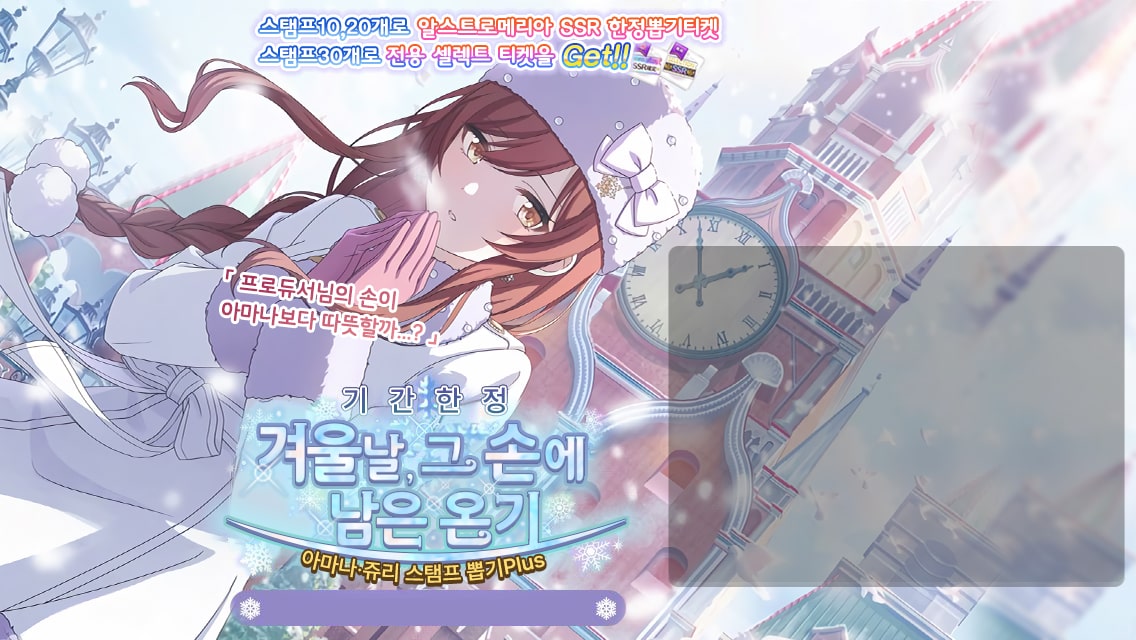 스탬프10,20개로 알스트로메리아 SSR 한정뽑기티켓
스탬프30개로 전용 셀렉트 티켓을 Get!!
「프로듀서님의 손이
아마나보다 따뜻할까...?」
기간한정
겨울날, 그 손에
남은 온기
아마나·쥬리 스탬프 뽑기Plus